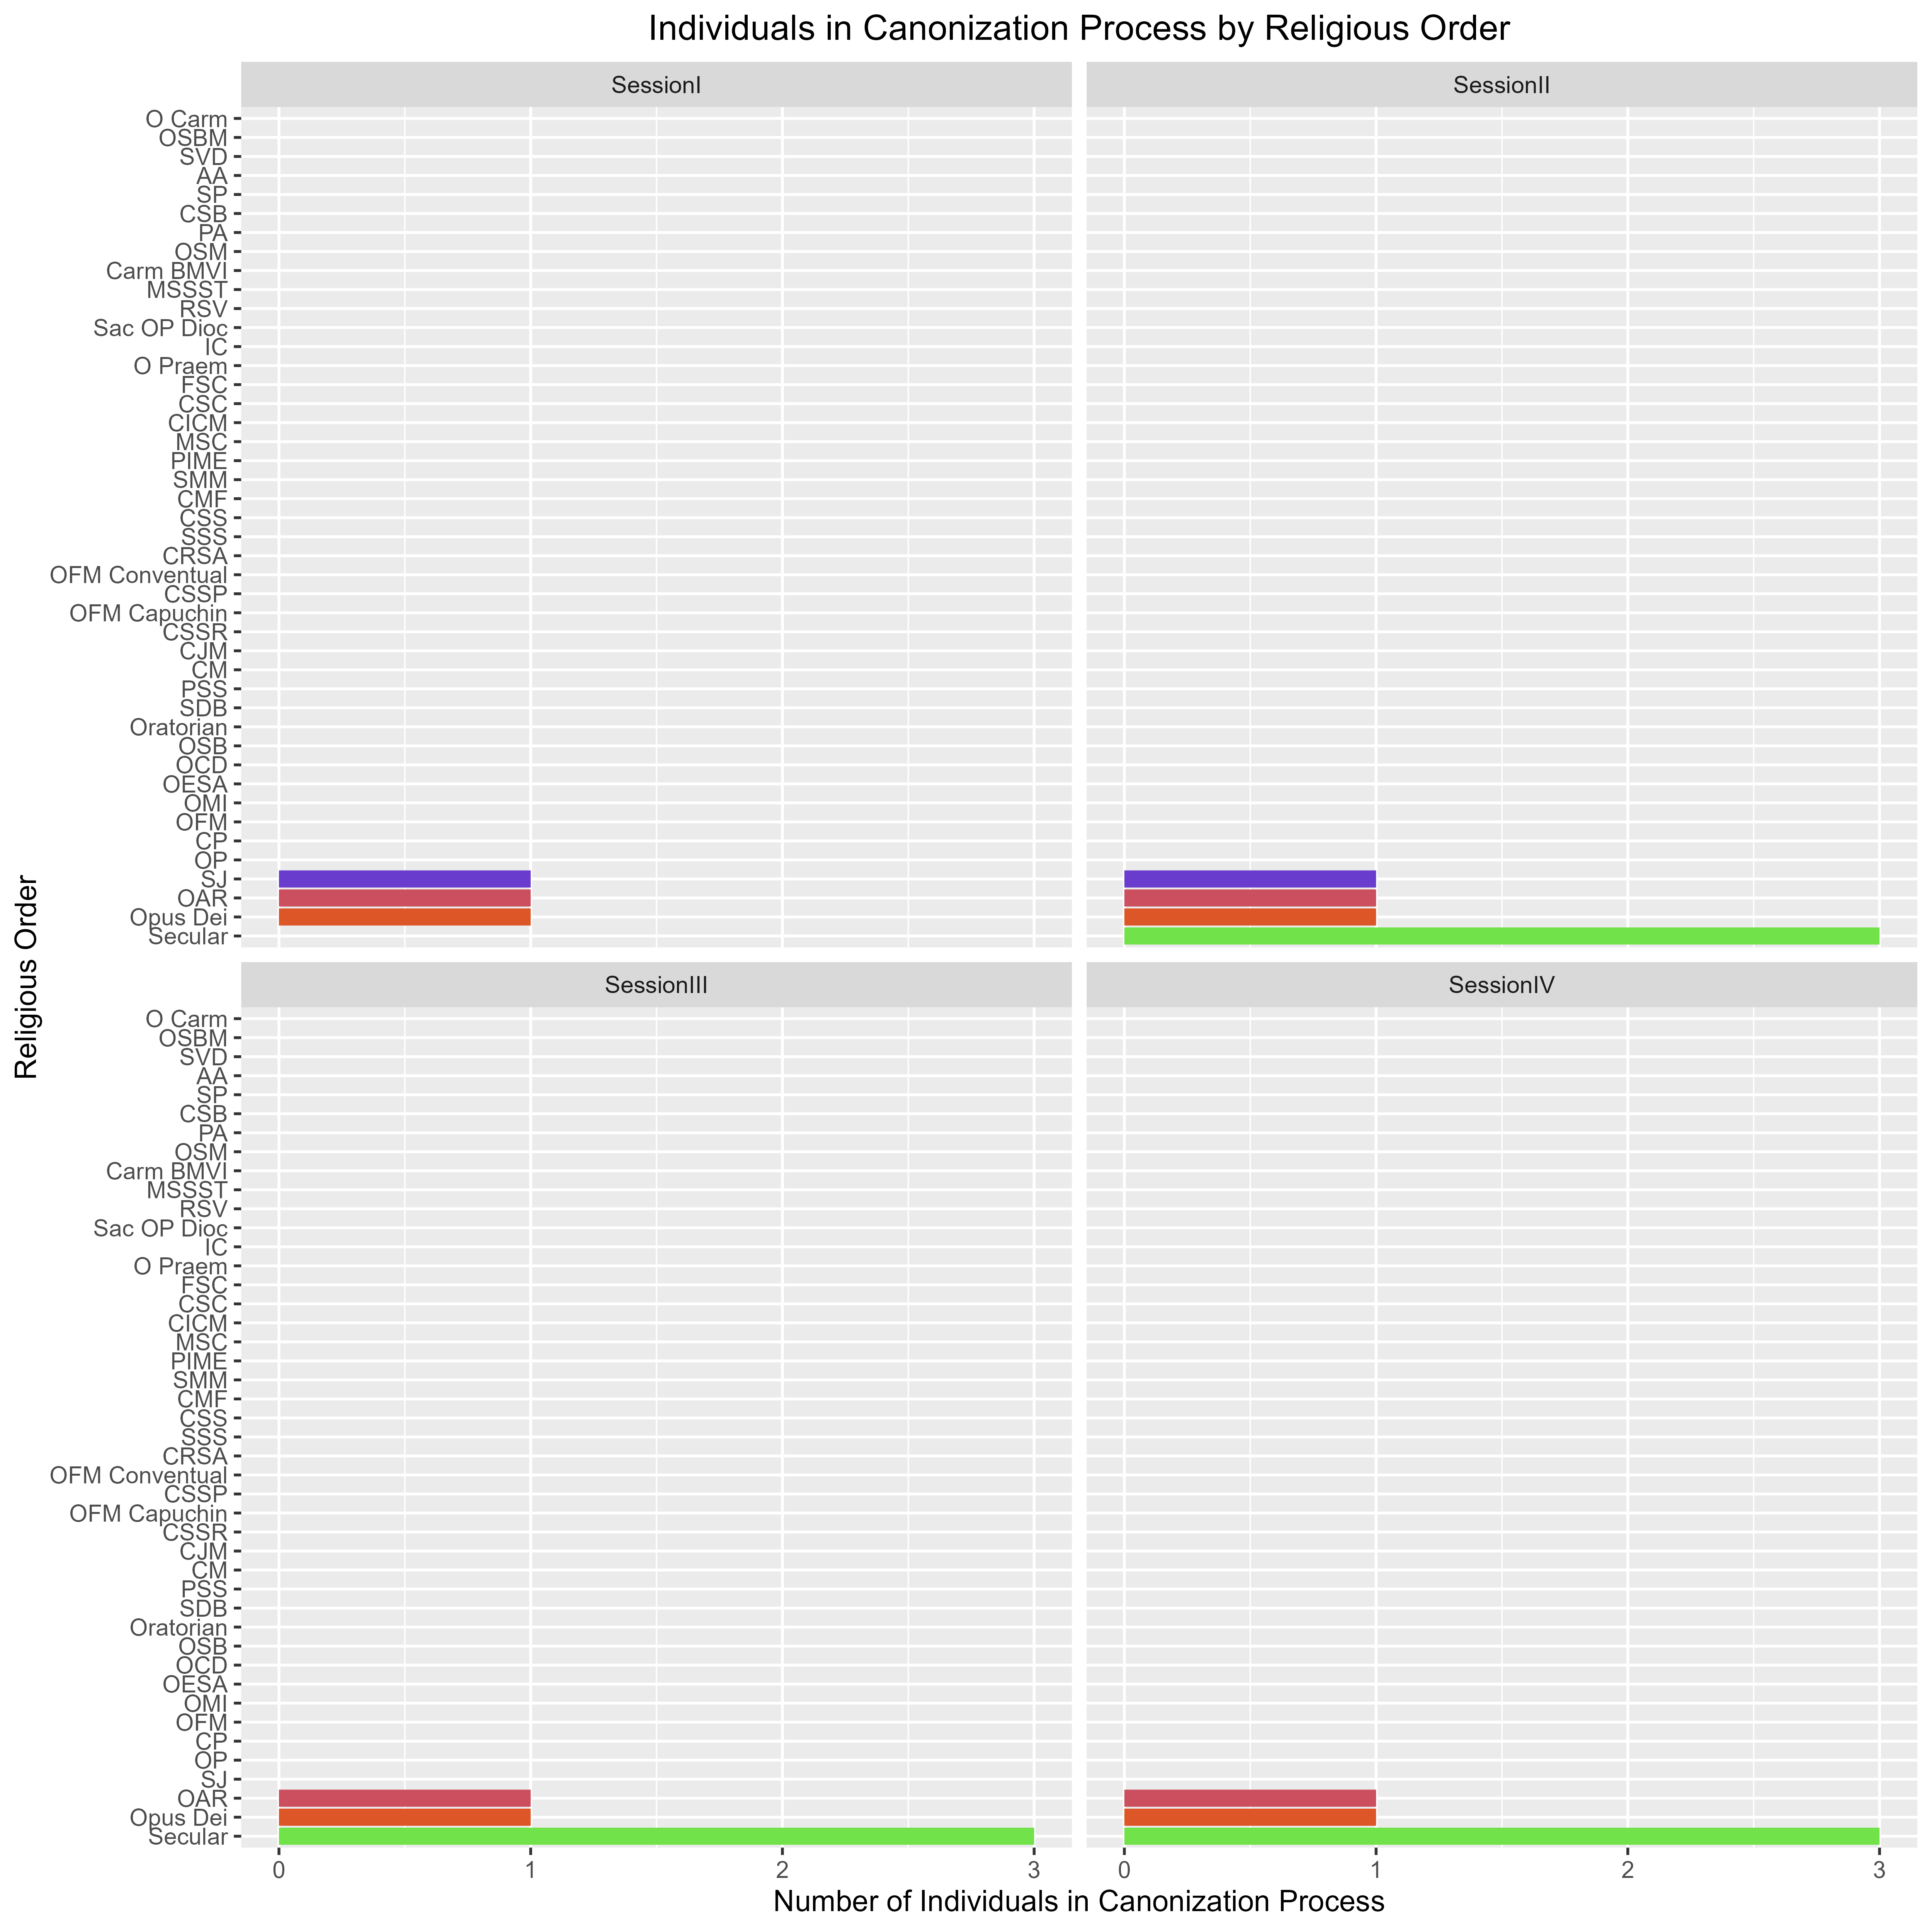 Individuals in Canonization Process by Religious Order
SessionI
SessionII
O Carm
OSBM
SVD
AA
SP
CSB
PA
OSM
Carm BMVI
MSSST
RSV
Sac OP Dioc
IC
O Praem
FSC
CSC
CICM
MSC
PIME
SMM
CMF
CSS
SSS
CRSA
OFM Conventual
CSSP
OFM Capuchin
CSSR
CJM
CM
PSS
SDB
Oratorian
OSB
OCD
OESA
OMI
OFM
CP
OP
SJ
OAR
Opus Dei
Secular
Religious Order
SessionIII
SessionIV
O Carm
OSBM
SVD
AA
SP
CSB
PA
OSM
Carm BMVI
MSSST
RSV
Sac OP Dioc
IC
O Praem
FSC
CSC
CICM
MSC
PIME
SMM
CMF
CSS
SSS
CRSA
OFM Conventual
CSSP
OFM Capuchin
CSSR
CJM
CM
PSS
SDB
Oratorian
OSB
OCD
OESA
OMI
OFM
CP
OP
SJ
OAR
Opus Dei
Secular
0 1 2 3 0 1 2 3
Number of Individuals in Canonization Process